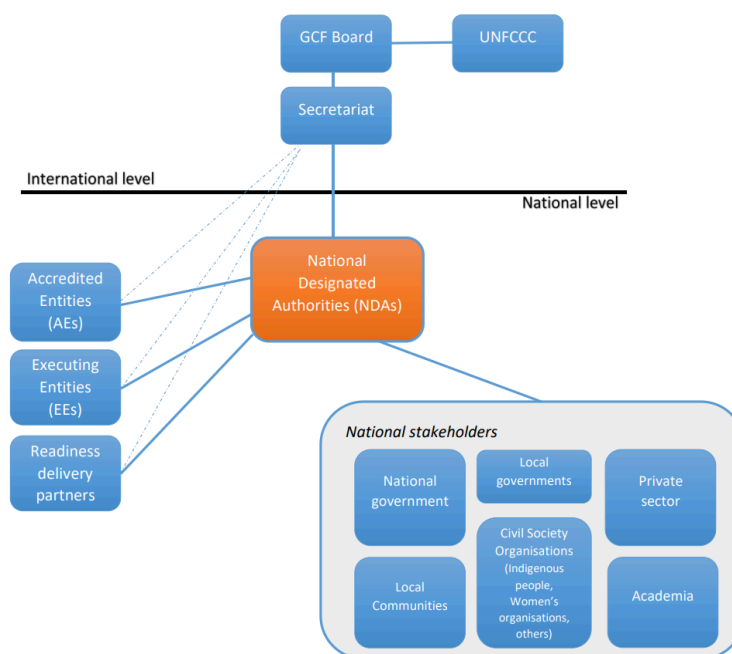 GCF Board
UNFCCC
Secretariat
International level
National level
National
Designated
Authorities (NDAs)
Accredited
Entities
(AEs)
Executing
Entities
(EEs)
Readiness
delivery
partners
National stakeholders
National
government
Local
governments
Private
sector
Local
Communities
Civil Society
Organisations
(Indigenous
people,
Women's
organisations,
others)
Academia